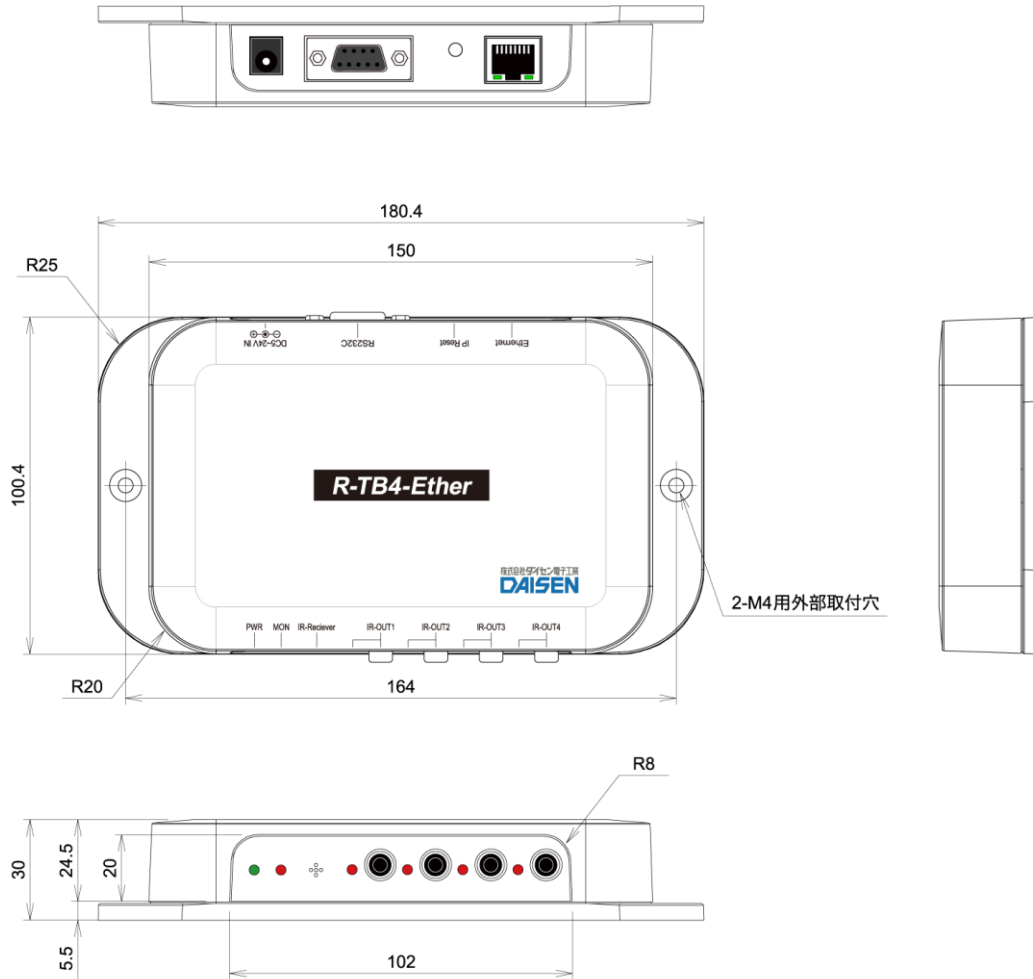 180.4
150
R25
DC5-24V IN
RS232C
IP Reset
Ethernet
100.4
R-TB4-Ether
株式会社ダイセン電子工業
DAISEN
2-M4用外部取付穴
PWR MON IR-Reciever IR-OUT1 IR-OUT2 IR-OUT3 IR-OUT4
R20
164
R8
30
24.5
20
5.5
102